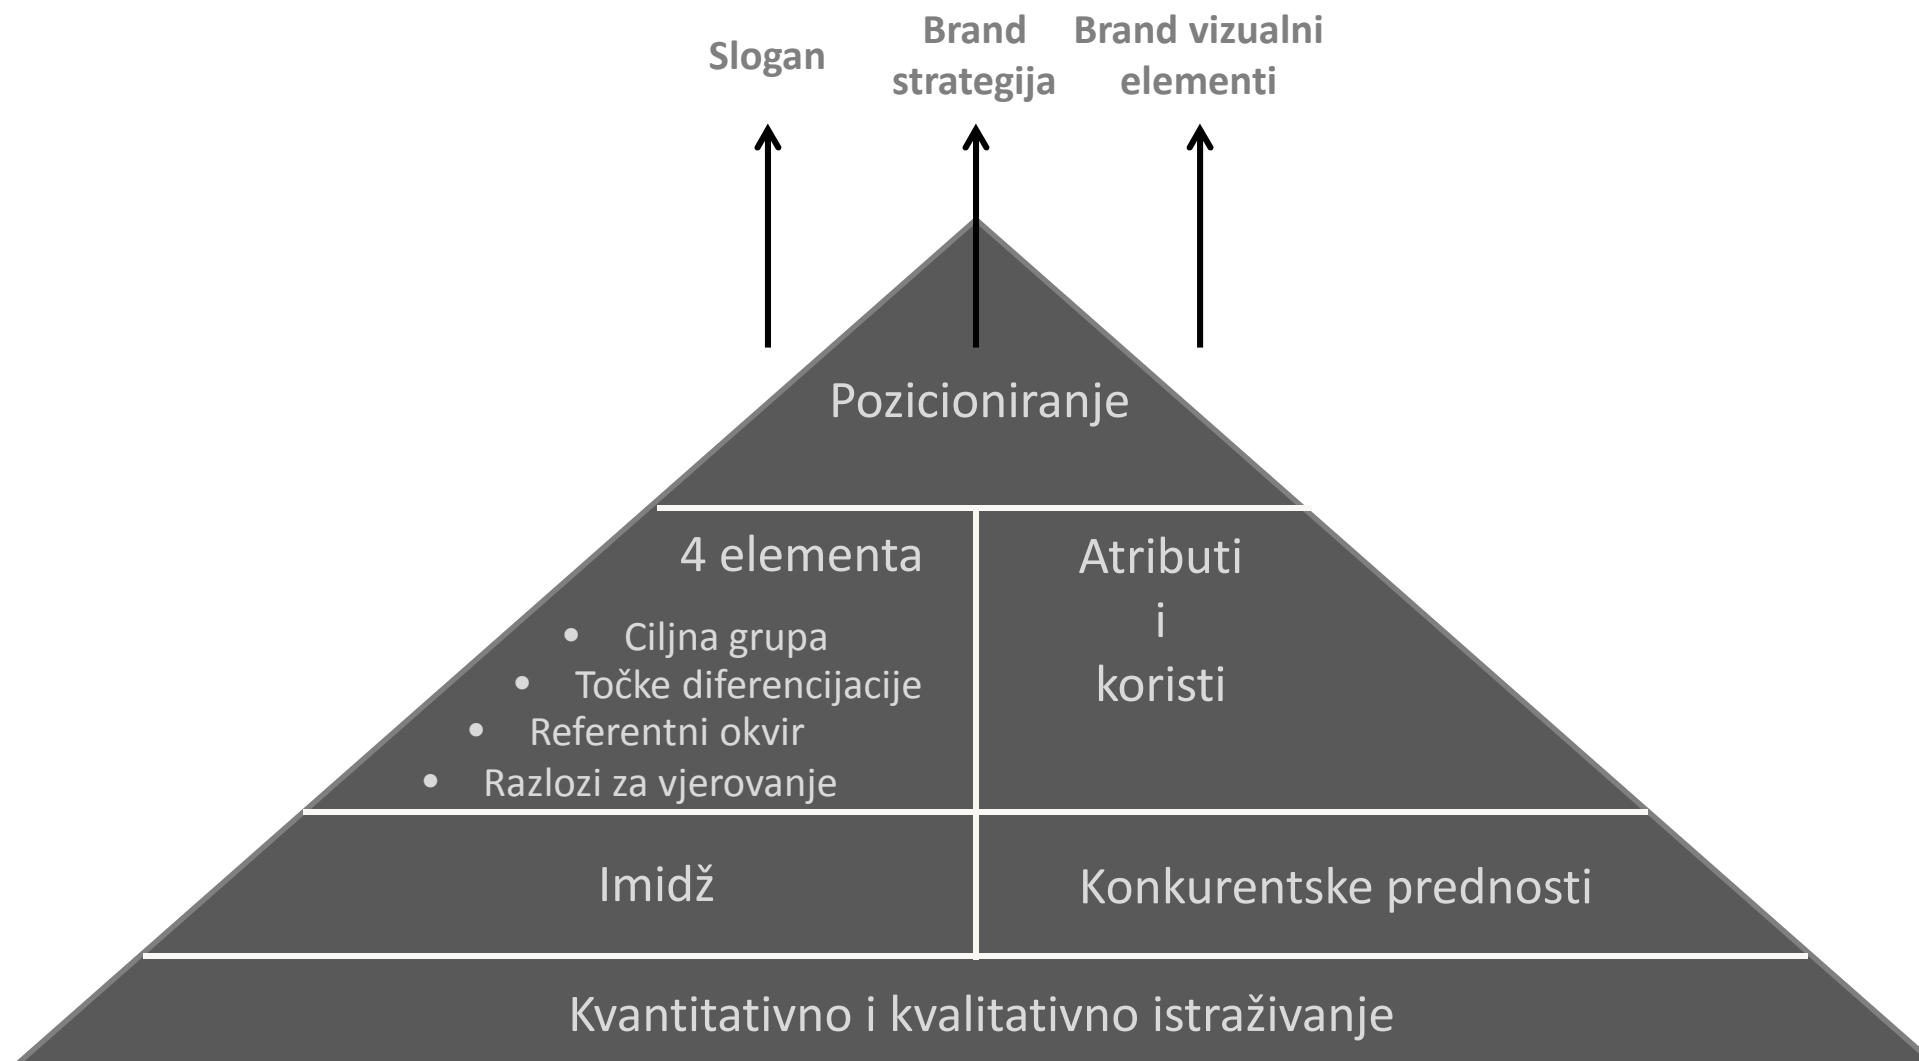 Slogan
Brand
strategija
Brand vizualni
elementi
Pozicioniranje
4 elementa
• Ciljna grupa
• Točke diferencijacije
• Referentni okvir
• Razlozi za vjerovanje
Atributi
i
koristi
Imidž
Konkurentske prednosti
Kvantitativno i kvalitativno istraživanje